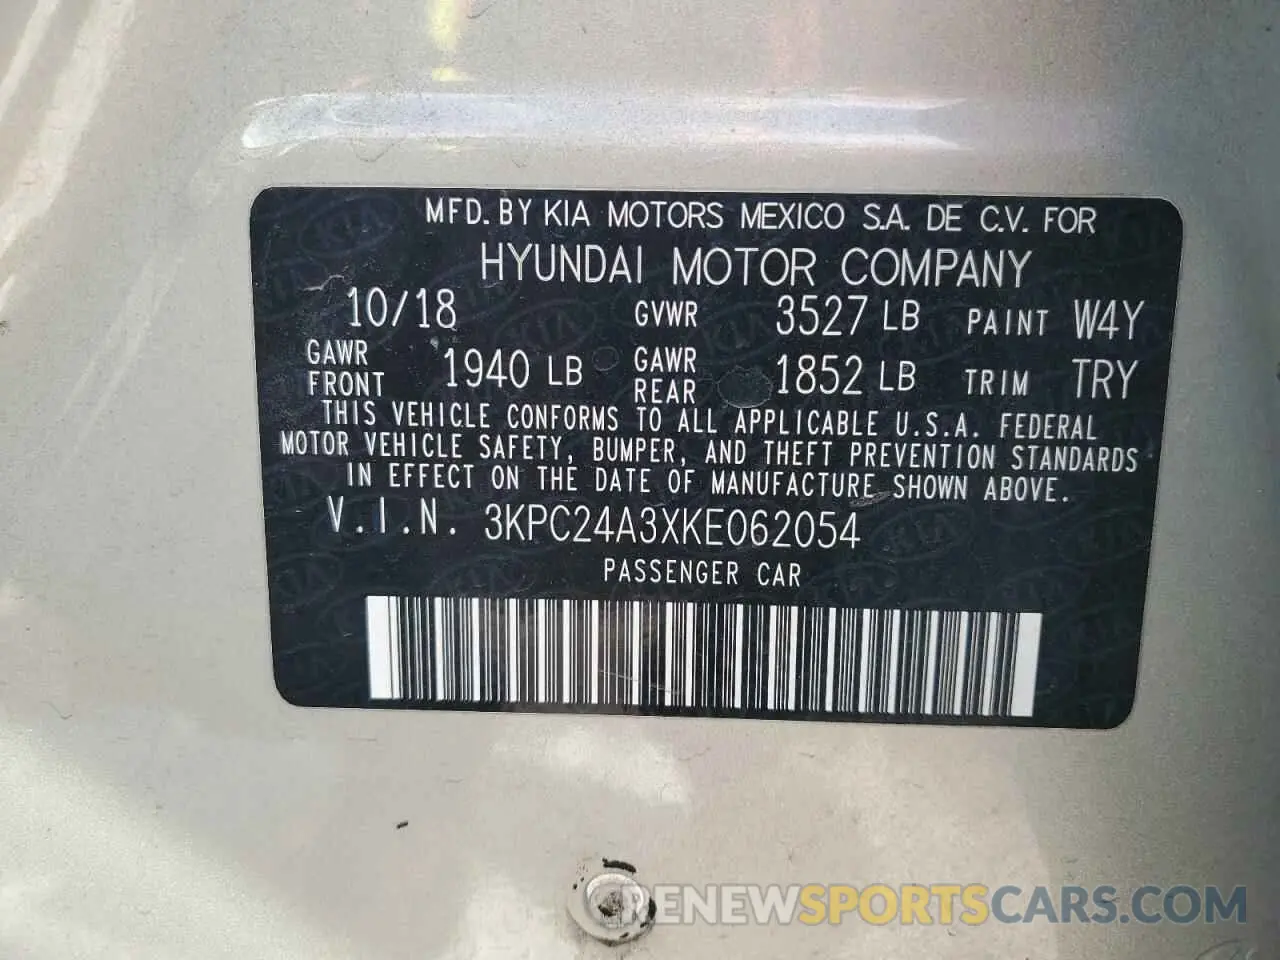 MFD. BY KIA MOTORS MEXICO S.A. DE C.V. FOR
HYUNDAI MOTOR COMPANY
10/18 GVWR 3527 LB PAINT W4Y
GAWR FRONT 1940 LB GAWR REAR 1852 LB TRIM TRY
THIS VEHICLE CONFORMS TO ALL APPLICABLE U.S.A. FEDERAL
MOTOR VEHICLE SAFETY, BUMPER, AND THEFT PREVENTION STANDARDS
IN EFFECT ON THE DATE OF MANUFACTURE SHOWN ABOVE.
V.I.N. 3KPC24A3XKE062054
PASSENGER CAR
RENEWSPORTSCARS.COM